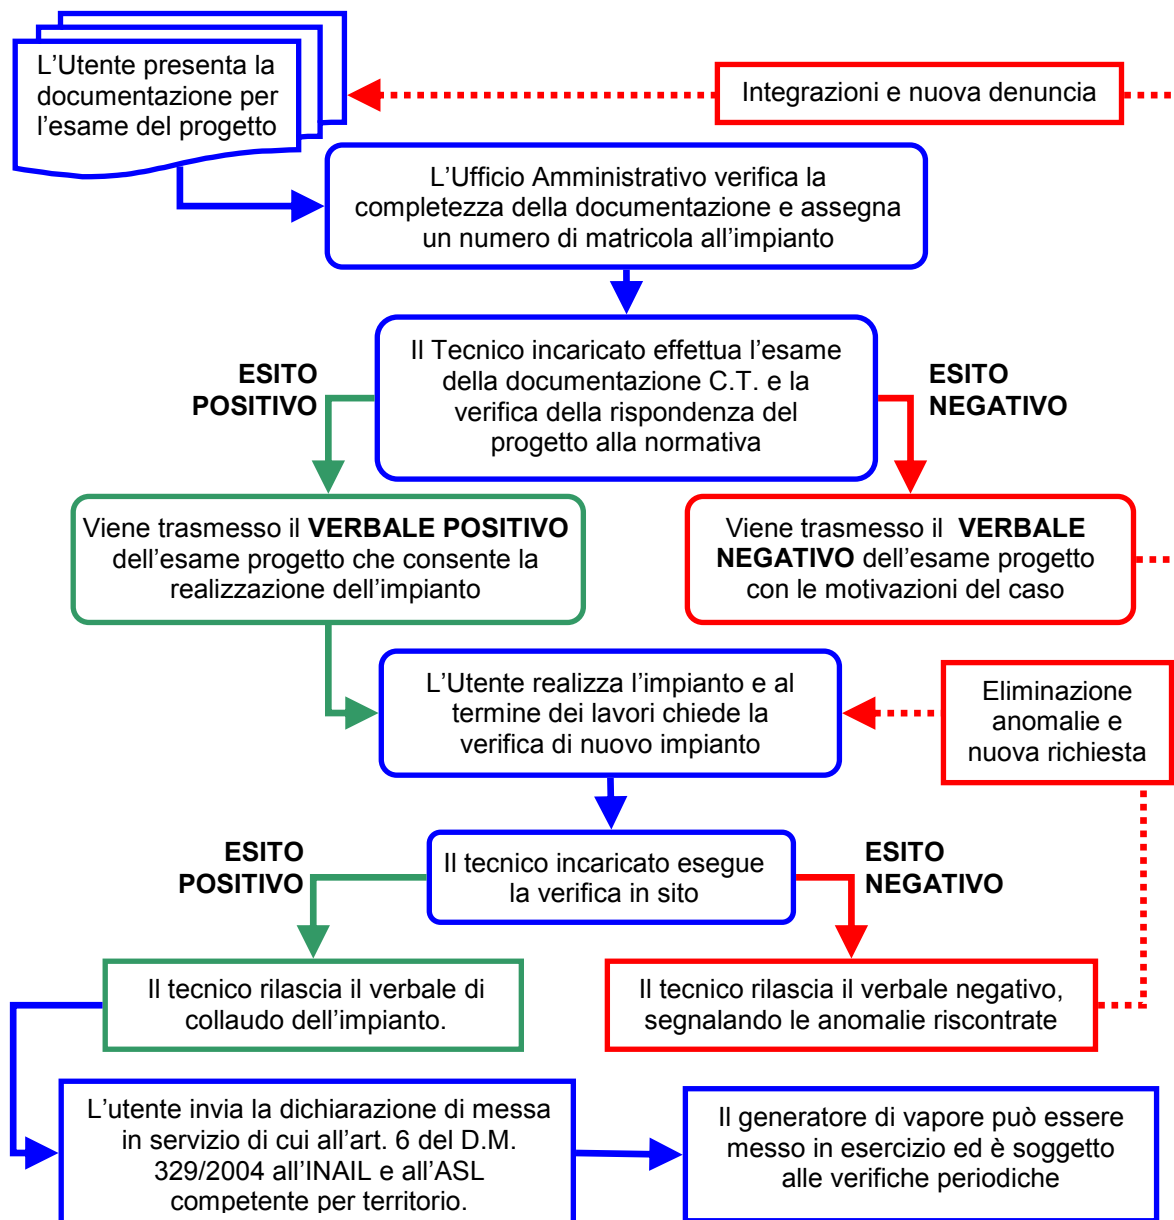 L’Utente presenta la
documentazione per
l’esame del progetto
Integrazioni e nuova denuncia
L’Ufficio Amministrativo verifica la
completezza della documentazione e assegna
un numero di matricola all’impianto
Il Tecnico incaricato effettua l’esame
della documentazione C.T. e la
verifica della rispondenza del
progetto alla normativa
ESITO
POSITIVO
ESITO
NEGATIVO
Viene trasmesso il VERBALE POSITIVO
dell’esame progetto che consente la
realizzazione dell’impianto
Viene trasmesso il VERBALE
NEGATIVO dell’esame progetto
con le motivazioni del caso
L’Utente realizza l’impianto e al
termine dei lavori chiede la
verifica di nuovo impianto
Eliminazione
anomalie e
nuova richiesta
Il tecnico incaricato esegue
la verifica in sito
ESITO
POSITIVO
ESITO
NEGATIVO
Il tecnico rilascia il verbale di
collaudo dell’impianto.
Il tecnico rilascia il verbale negativo,
segnalando le anomalie riscontrate
L’utente invia la dichiarazione di messa
in servizio di cui all’art. 6 del D.M.
329/2004 all’INAIL e all’ASL
competente per territorio.
Il generatore di vapore può essere
messo in esercizio ed è soggetto
alle verifiche periodiche